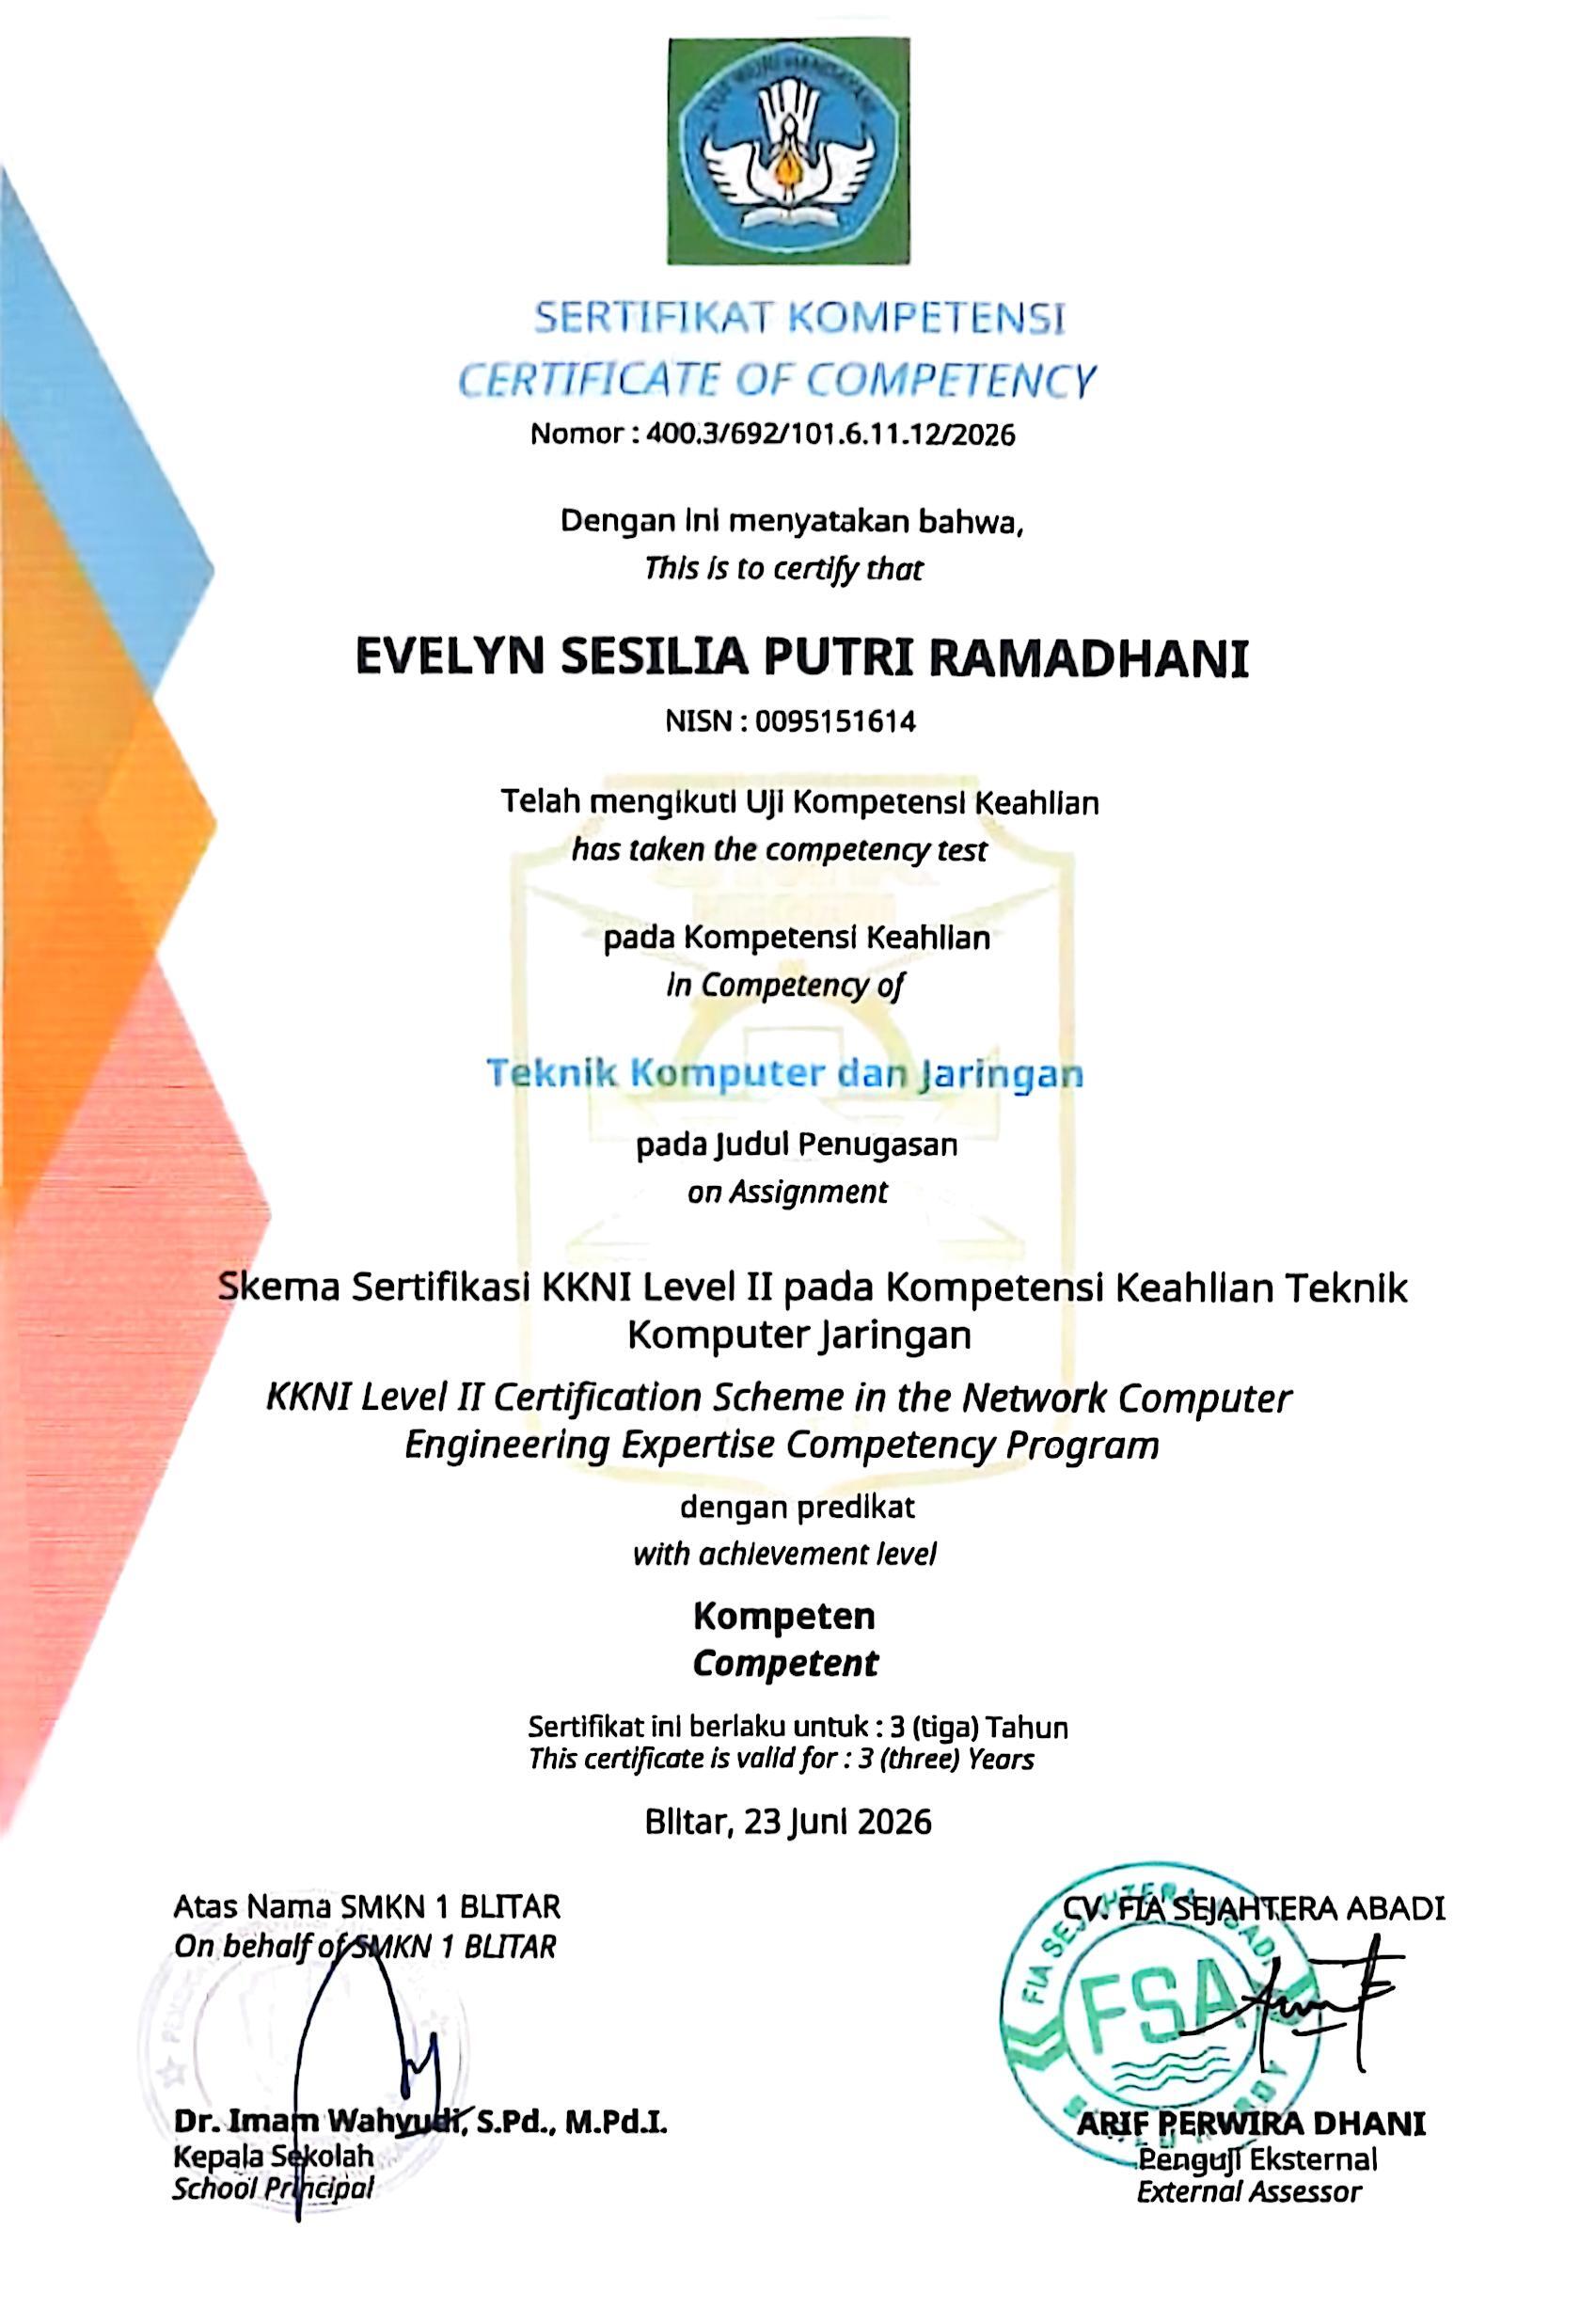 TUT WURI HANDAYANI
SERTIFIKAT KOMPETENSI
CERTIFICATE OF COMPETENCY
Nomor : 400.3/692/101.6.11.12/2026
Dengan ini menyatakan bahwa,
This is to certify that
EVELYN SESILIA PUTRI RAMADHANI
NISN : 0095151614
Telah mengikuti Uji Kompetensi Keahlian
has taken the competency test
pada Kompetensi Keahlian
in Competency of
Teknik Komputer dan Jaringan
pada Judul Penugasan
on Assignment
Skema Sertifikasi KKNI Level II pada Kompetensi Keahlian Teknik
Komputer Jaringan
KKNI Level II Certification Scheme in the Network Computer
Engineering Expertise Competency Program
dengan predikat
with achievement level
Kompeten
Competent
Sertifikat ini berlaku untuk : 3 (tiga) Tahun
This certificate is valid for : 3 (three) Years
Blitar, 23 Juni 2026
Atas Nama SMKN 1 BLITAR
On behalf of SMKN 1 BLITAR
Dr. Imam Wahyudi, S.Pd., M.Pd.I.
Kepala Sekolah
School Principal
CV. FIA SEJAHTERA ABADI
FIA SEJAHTERA ABADI
FSA
ARIF PERWIRA DHANI
Penguji Eksternal
External Assessor